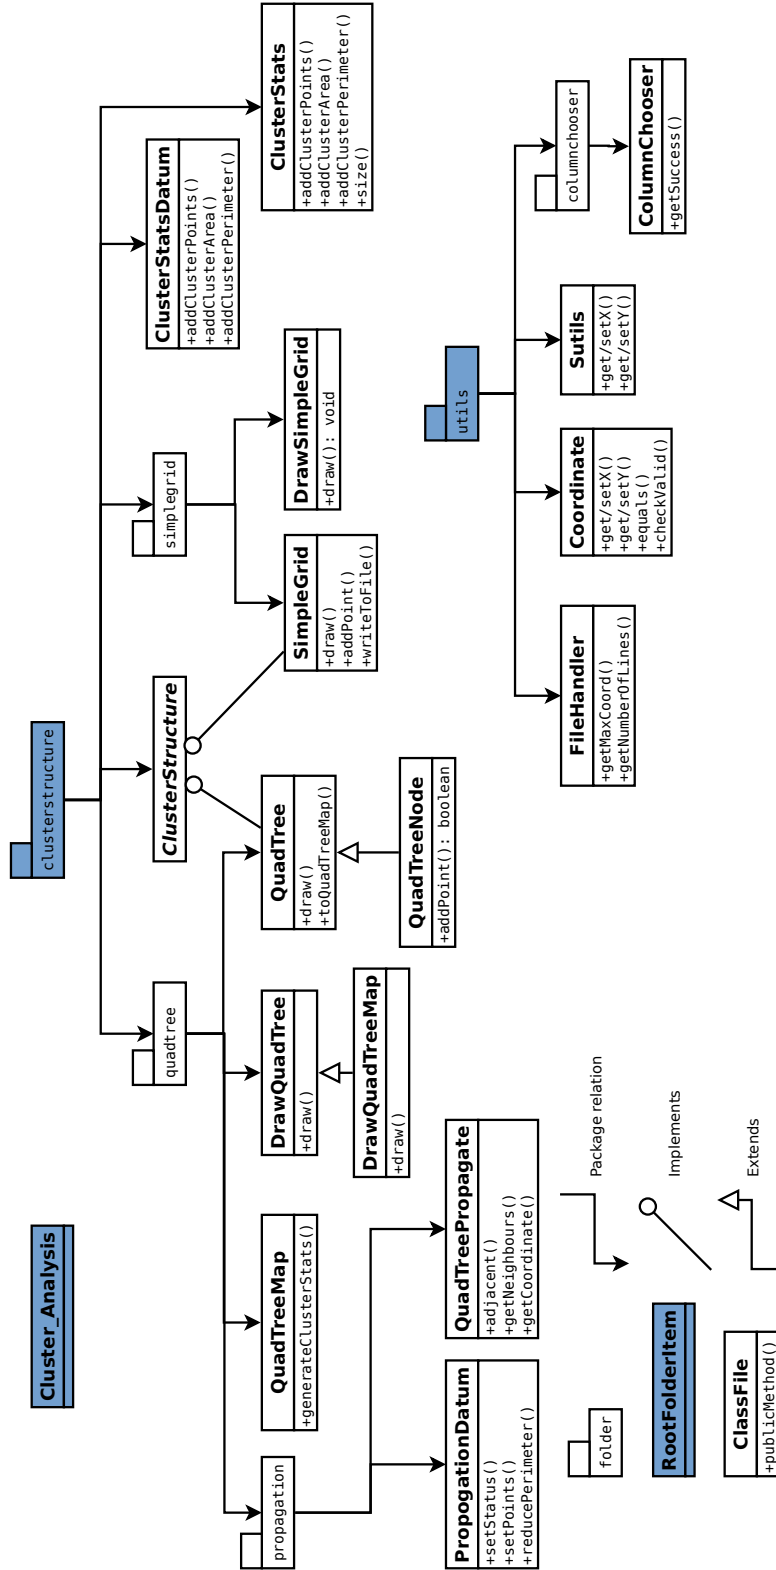 Cluster_Analysis
clusterstructure
quadtree
ClusterStructure
simplegrid
ClusterStatsDatum
+addClusterPoints()
+addClusterArea()
+addClusterPerimeter()
ClusterStats
+addClusterPoints()
+addClusterArea()
+addClusterPerimeter()
+size()
propagation
QuadTreeMap
+generateClusterStats()
DrawQuadTree
+draw()
QuadTree
+draw()
+toQuadTreeMap()
SimpleGrid
+draw()
+addPoint()
+writeToFile()
DrawSimpleGrid
+draw(): void
DrawQuadTreeMap
+draw()
QuadTreeNode
+addPoint(): boolean
PropogationDatum
+setStatus()
+setPoints()
+reducePerimeter()
QuadTreePropagate
+adjacent()
+getNeighbours()
+getCoordinate()
utils
FileHandler
+getMaxCoord()
+getNumberOfLines()
Coordinate
+get/setX()
+get/setY()
+equals()
+checkValid()
Sutils
+get/setX()
+get/setY()
columnchooser
ColumnChooser
+getSuccess()
folder
Package relation
RootFolderItem
Implements
ClassFile
+publicMethod()
Extends